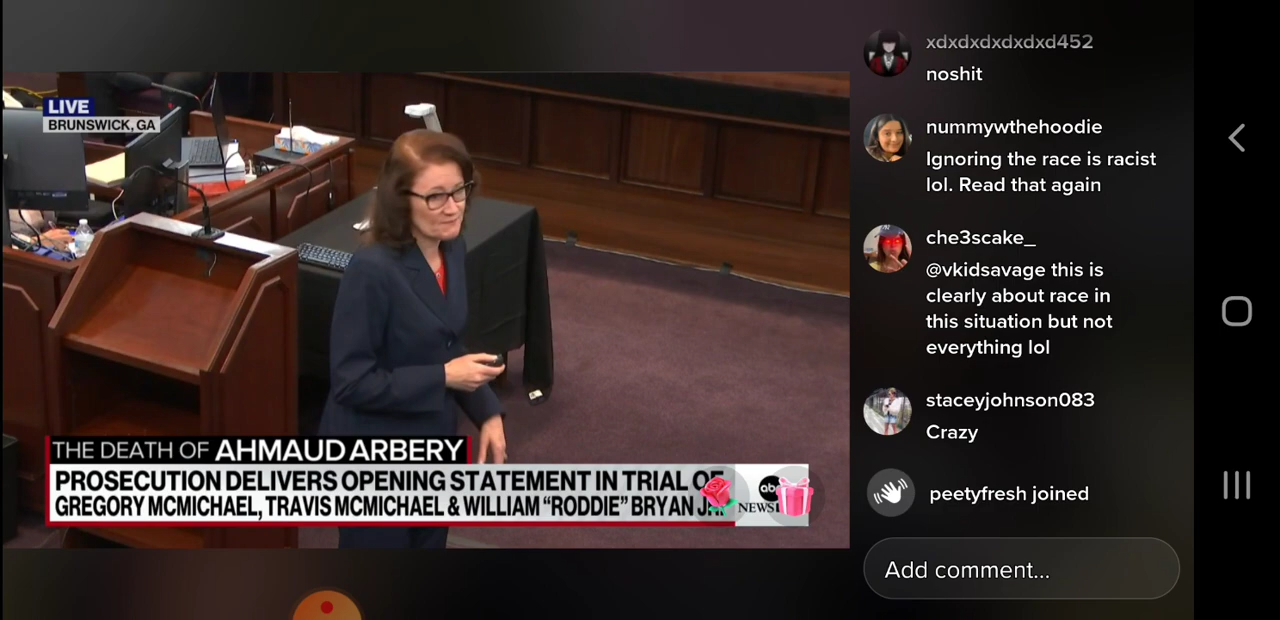 LIVE
BRUNSWICK, GA
THE DEATH OF AHMAUD ARBERY
PROSECUTION DELIVERS OPENING STATEMENT IN TRIAL OF
GREGORY MCMICHAEL, TRAVIS MCMICHAEL & WILLIAM “RODDIE” BRYAN JR.
abc
NEWS
xdxdxdxdxdxd452
noshit
nummywthehoodie
Ignoring the race is racist
lol. Read that again
che3scake_
@vkidsavage this is
clearly about race in
this situation but not
everything lol
staceyjohnson083
Crazy
peetyfresh joined
Add comment...